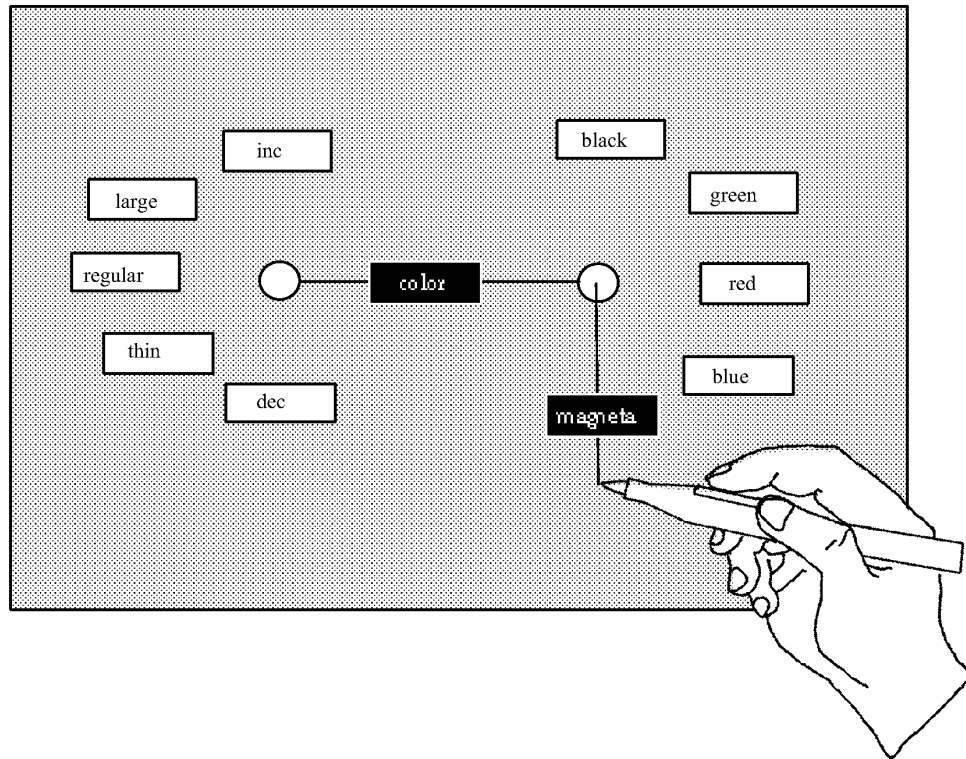 inc
black
large
green
regular
color
red
thin
blue
dec
magneta